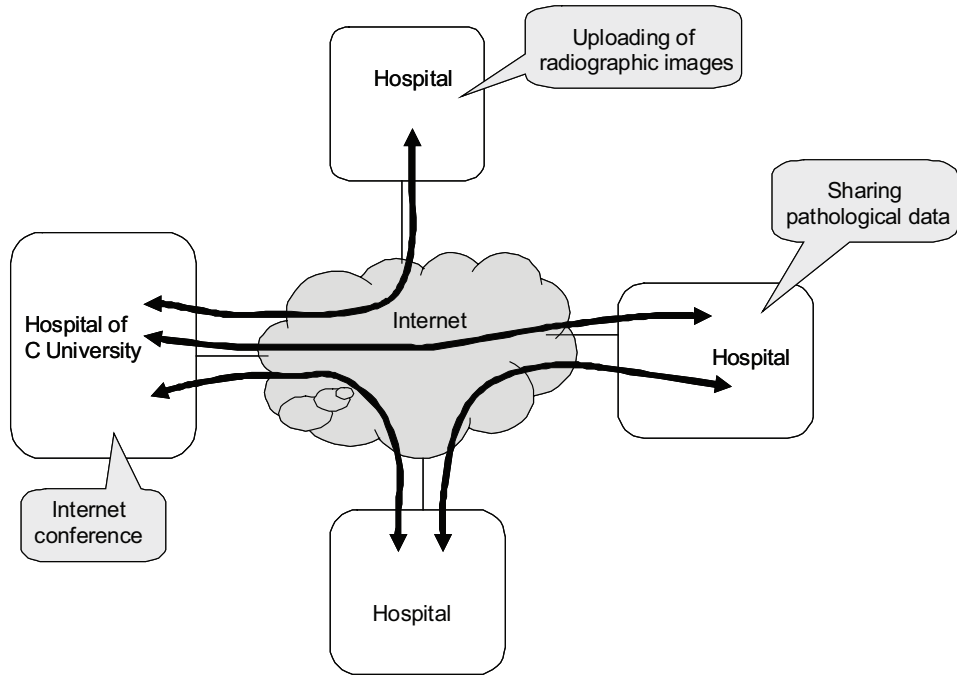 Uploading of
radiographic images
Hospital
Sharing
pathological data
Internet
Hospital of
C University
Hospital
Internet
conference
Hospital